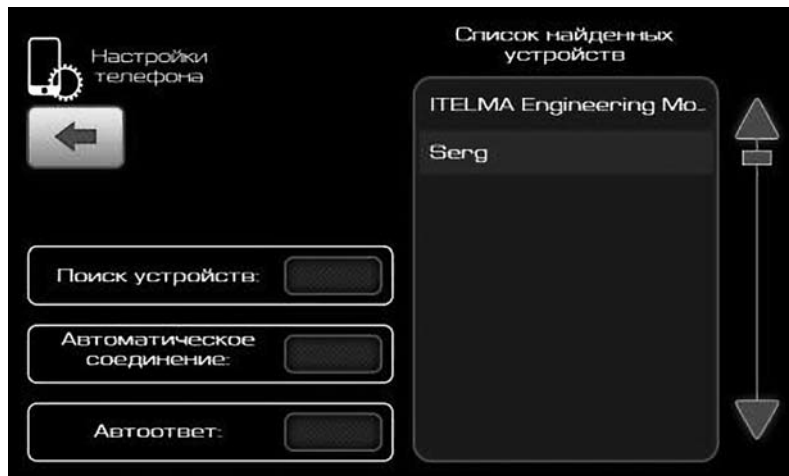 Настройки
телефона
Список найденных
устройств
ITELMA Engineering Mo..
Serg
Поиск устройств:
Автоматическое
соединение:
Автоответ: